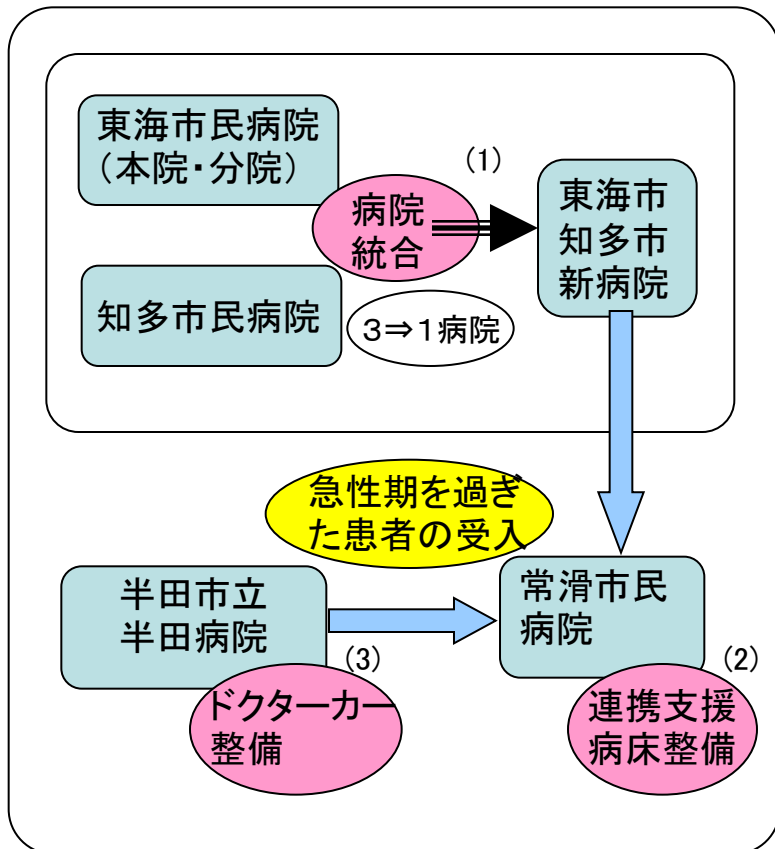 東海市民病院
（本院・分院）
(1)
病院
統合
東海市
知多市
新病院
知多市民病院
３⇒１病院
急性期を過ぎ
た患者の受入
半田市立
半田病院
常滑市民
病院
(3)
ドクターカー
整備
(2)
連携支援
病床整備